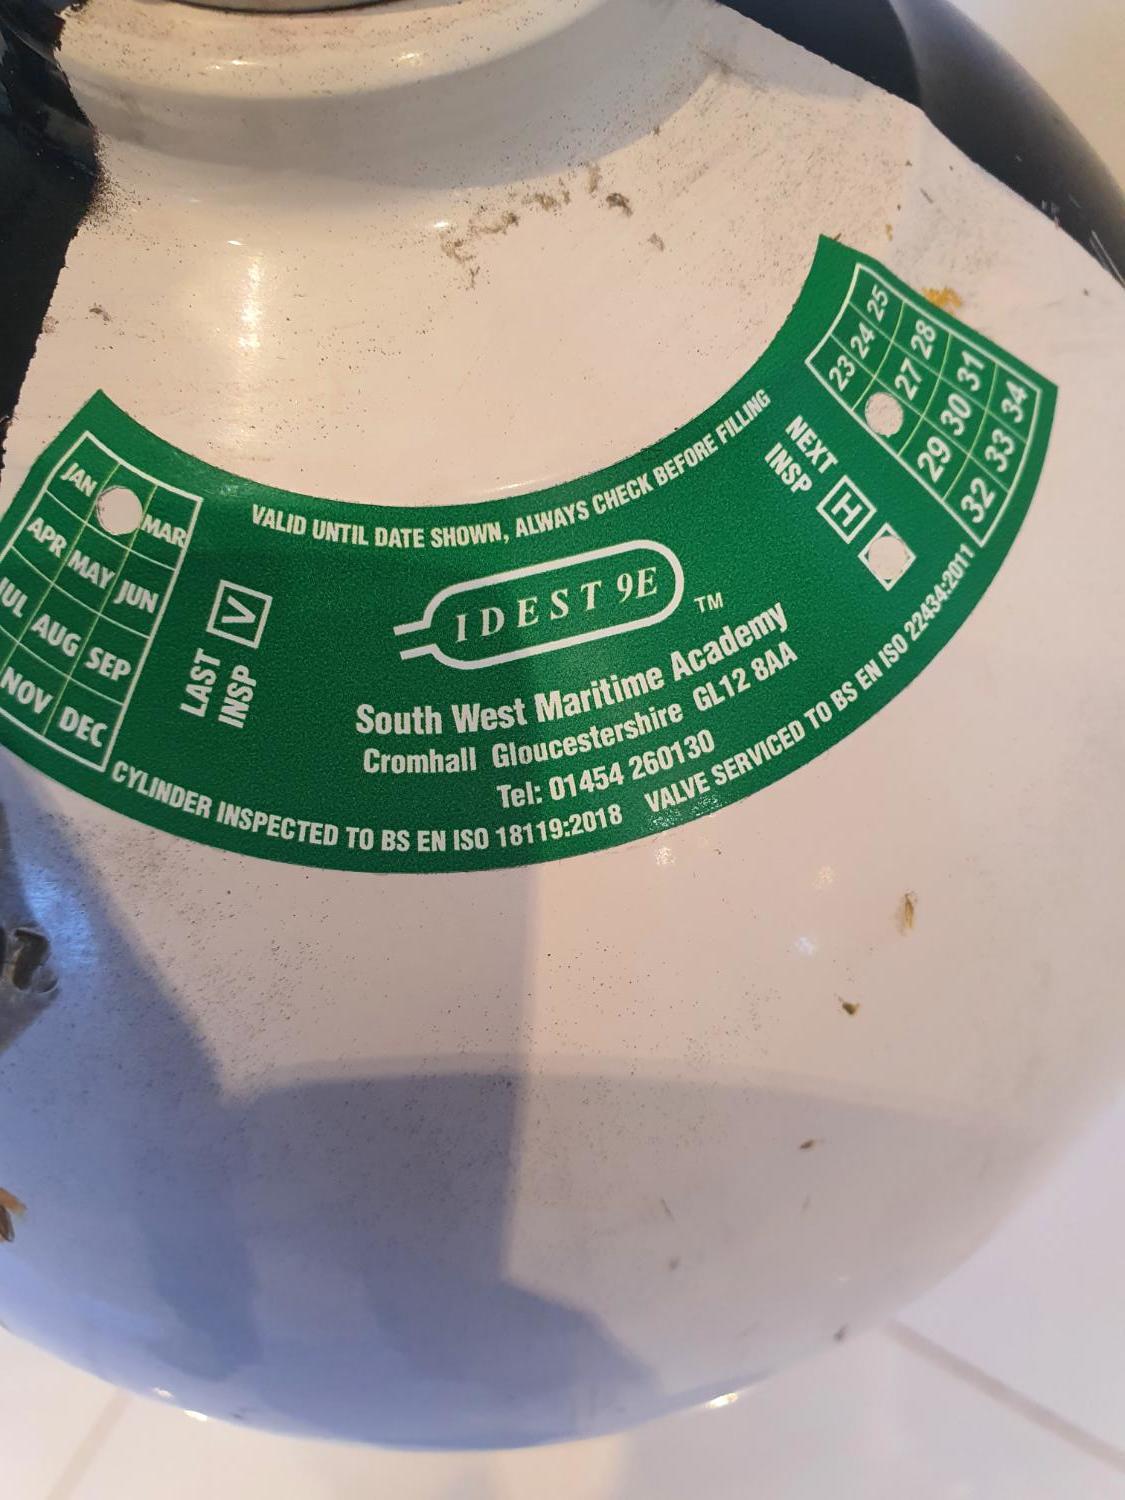 JAN MAR
APR MAY JUN
JUL AUG SEP
NOV DEC
LAST
INSP V
VALID UNTIL DATE SHOWN, ALWAYS CHECK BEFORE FILLING
IDEST 9E ™
South West Maritime Academy
Cromhall Gloucestershire GL12 8AA
Tel: 01454 260130
CYLINDER INSPECTED TO BS EN ISO 18119:2018 VALVE SERVICED TO BS EN ISO 22434:2011
NEXT
INSP H
23 24 25
27 28
29 30 31
32 33 34